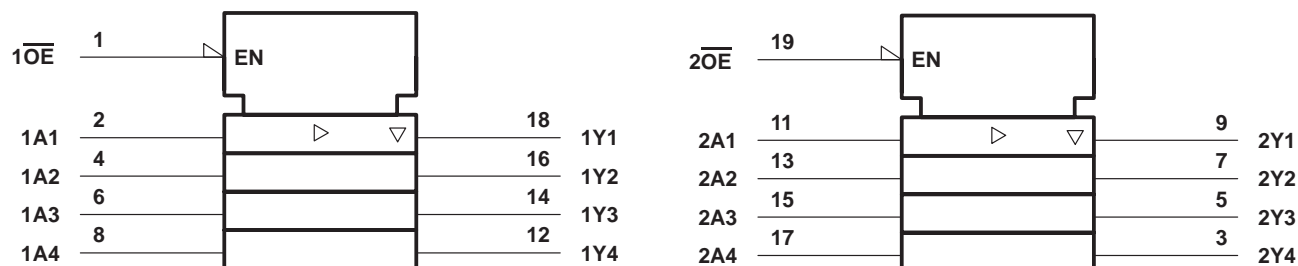 1OE 1 EN
1A1 2 18 1Y1
1A2 4 16 1Y2
1A3 6 14 1Y3
1A4 8 12 1Y4
2OE 19 EN
2A1 11 9 2Y1
2A2 13 7 2Y2
2A3 15 5 2Y3
2A4 17 3 2Y4